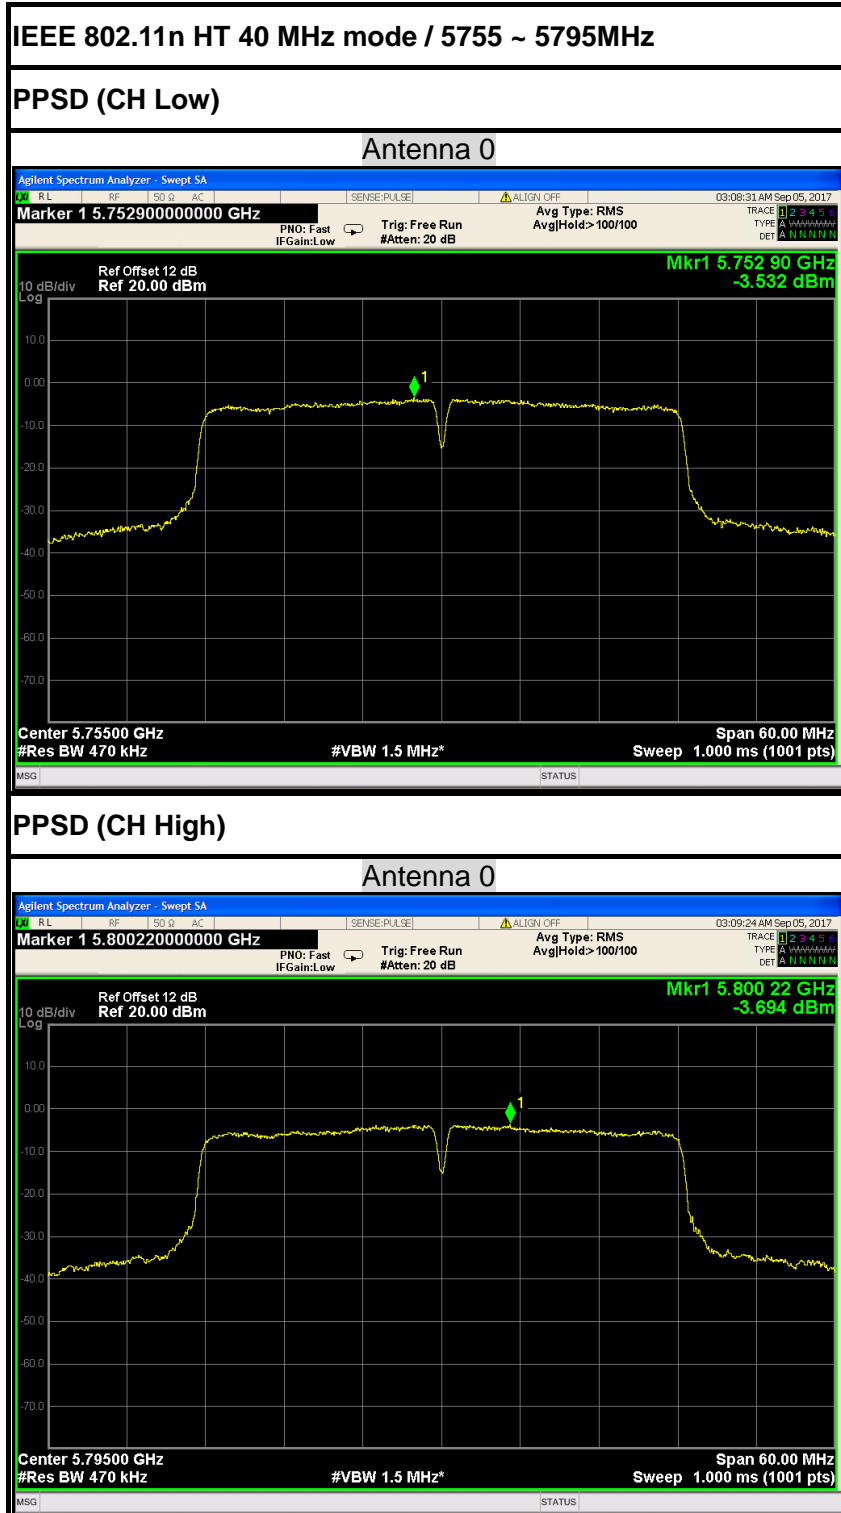 IEEE 802.11n HT 40 MHz mode / 5755 ~ 5795MHz
PPSD (CH Low)
Antenna 0
Agilent Spectrum Analyzer - Swept SA
LXI RL RF 50 Ω AC SENSE:PULSE ALIGN OFF 03:08:31 AM Sep 05, 2017
Marker 1 5.752900000000 GHz
PNO: Fast
IFGain:Low
Trig: Free Run
#Atten: 20 dB
Avg Type: RMS
Avg|Hold:>100/100
TRACE 1 2 3 4 5 6
TYPE A WWWWW
DET A N N N N N
Mkr1 5.752 90 GHz
-3.532 dBm
Ref Offset 12 dB
10 dB/div Ref 20.00 dBm
Log
10.0
0.00
-10.0
-20.0
-30.0
-40.0
-50.0
-60.0
-70.0
1
Center 5.75500 GHz
Span 60.00 MHz
#Res BW 470 kHz
#VBW 1.5 MHz*
Sweep 1.000 ms (1001 pts)
MSG STATUS
PPSD (CH High)
Antenna 0
Agilent Spectrum Analyzer - Swept SA
LXI RL RF 50 Ω AC SENSE:PULSE ALIGN OFF 03:09:24 AM Sep 05, 2017
Marker 1 5.800220000000 GHz
PNO: Fast
IFGain:Low
Trig: Free Run
#Atten: 20 dB
Avg Type: RMS
Avg|Hold:>100/100
TRACE 1 2 3 4 5 6
TYPE A WWWWW
DET A N N N N N
Mkr1 5.800 22 GHz
-3.694 dBm
Ref Offset 12 dB
10 dB/div Ref 20.00 dBm
Log
10.0
0.00
-10.0
-20.0
-30.0
-40.0
-50.0
-60.0
-70.0
1
Center 5.79500 GHz
Span 60.00 MHz
#Res BW 470 kHz
#VBW 1.5 MHz*
Sweep 1.000 ms (1001 pts)
MSG STATUS